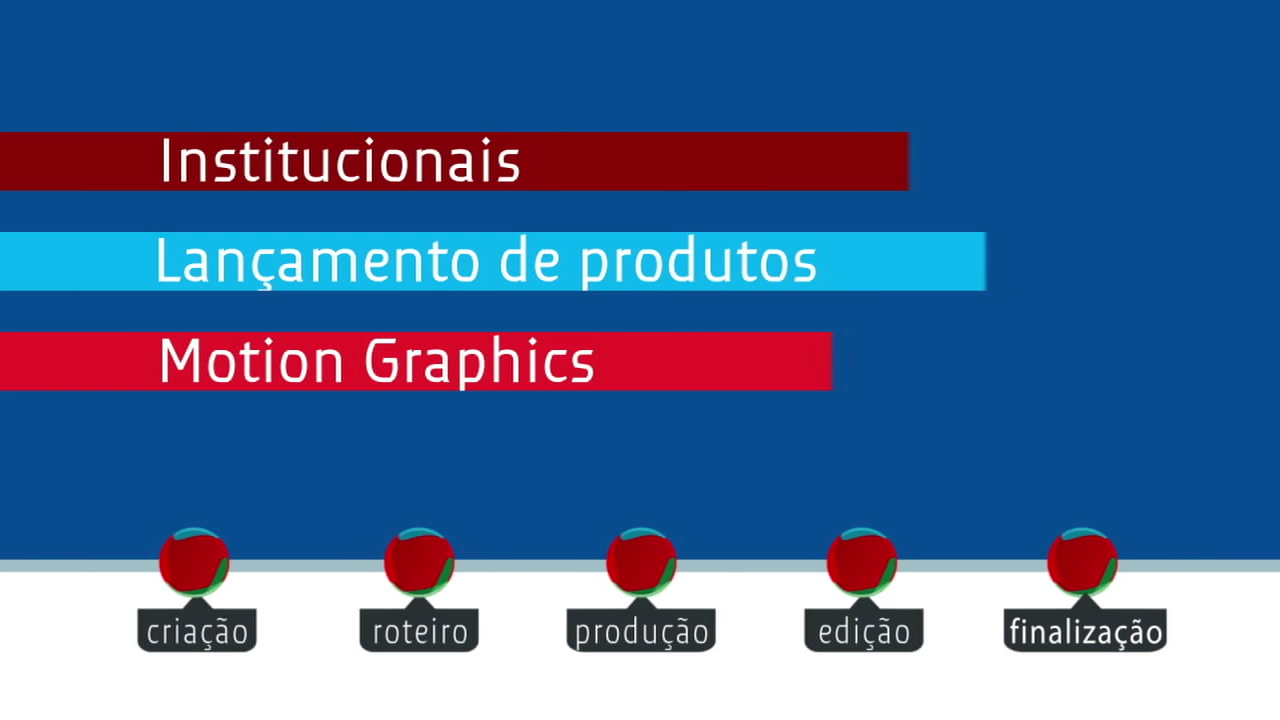 Institucionais
Lançamento de produtos
Motion Graphics
criação
roteiro
produção
edição
finalização